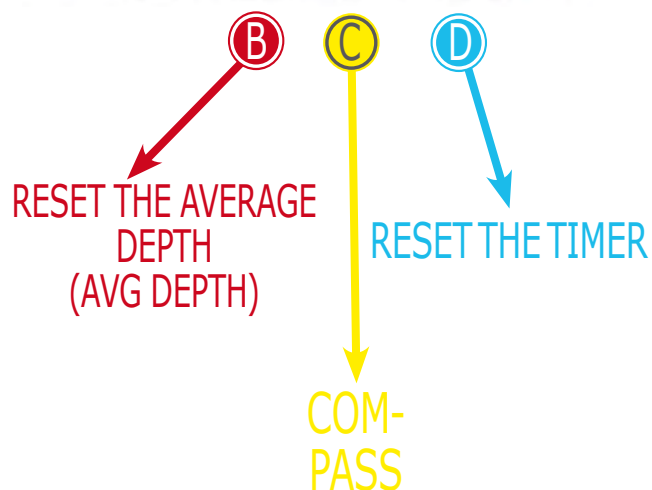 B C D
RESET THE AVERAGE
DEPTH
(AVG DEPTH)
RESET THE TIMER
COM-
PASS